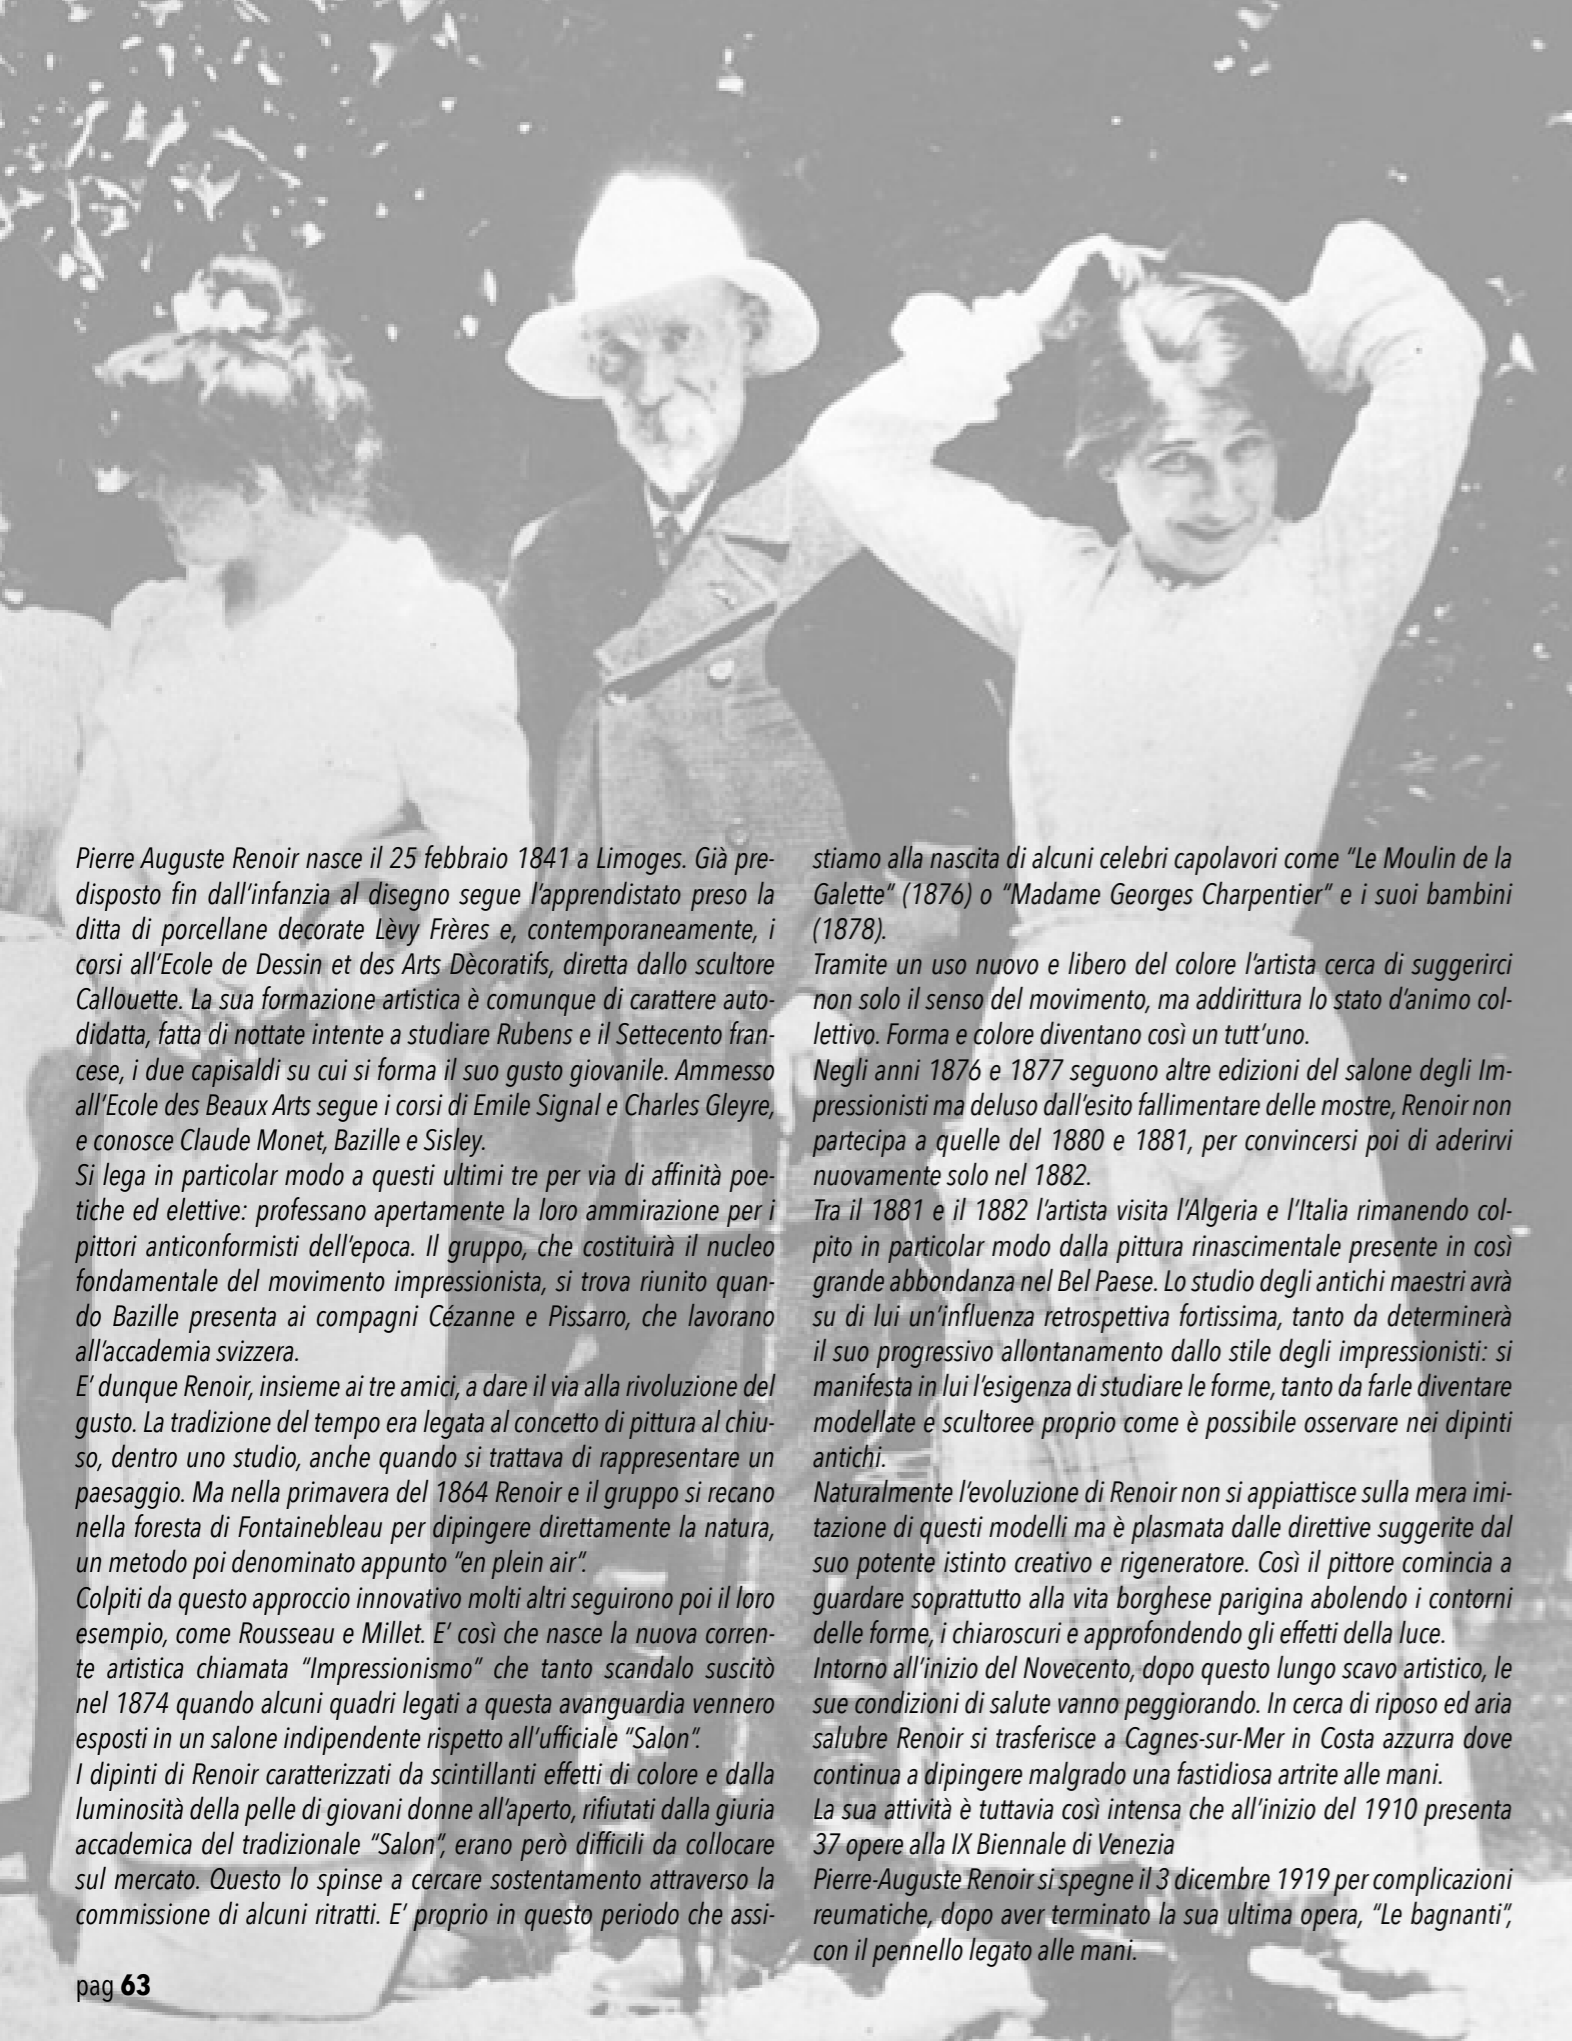 Pierre Auguste Renoir nasce il 25 febbraio 1841 a Limoges. Già pre-
disposto fin dall'infanzia al disegno segue l'apprendistato preso la
ditta di porcellane decorate Lèvy Frères e, contemporaneamente, i
corsi all'Ecole de Dessin et des Arts Dècoratifs, diretta dallo scultore
Callouette. La sua formazione artistica è comunque di carattere auto-
didatta, fatta di nottate intente a studiare Rubens e il Settecento fran-
cese, i due capisaldi su cui si forma il suo gusto giovanile. Ammesso
all'Ecole des Beaux Arts segue i corsi di Emile Signal e Charles Gleyre,
e conosce Claude Monet, Bazille e Sisley.
Si lega in particolar modo a questi ultimi tre per via di affinità poe-
tiche ed elettive: professano apertamente la loro ammirazione per i
pittori anticonformisti dell'epoca. Il gruppo, che costituirà il nucleo
fondamentale del movimento impressionista, si trova riunito quan-
do Bazille presenta ai compagni Cézanne e Pissarro, che lavorano
all'accademia svizzera.
E' dunque Renoir, insieme ai tre amici, a dare il via alla rivoluzione del
gusto. La tradizione del tempo era legata al concetto di pittura al chiu-
so, dentro uno studio, anche quando si trattava di rappresentare un
paesaggio. Ma nella primavera del 1864 Renoir e il gruppo si recano
nella foresta di Fontainebleau per dipingere direttamente la natura,
un metodo poi denominato appunto "en plein air".
Colpiti da questo approccio innovativo molti altri seguirono poi il loro
esempio, come Rousseau e Millet. E' così che nasce la nuova corren-
te artistica chiamata "Impressionismo" che tanto scandalo suscitò
nel 1874 quando alcuni quadri legati a questa avanguardia vennero
esposti in un salone indipendente rispetto all'ufficiale "Salon".
I dipinti di Renoir caratterizzati da scintillanti effetti di colore e dalla
luminosità della pelle di giovani donne all'aperto, rifiutati dalla giuria
accademica del tradizionale "Salon", erano però difficili da collocare
sul mercato. Questo lo spinse a cercare sostentamento attraverso la
commissione di alcuni ritratti. E' proprio in questo periodo che assi-
stiamo alla nascita di alcuni celebri capolavori come "Le Moulin de la
Galette" (1876) o "Madame Georges Charpentier" e i suoi bambini
(1878).
Tramite un uso nuovo e libero del colore l'artista cerca di suggerirci
non solo il senso del movimento, ma addirittura lo stato d'animo col-
lettivo. Forma e colore diventano così un tutt'uno.
Negli anni 1876 e 1877 seguono altre edizioni del salone degli Im-
pressionisti ma deluso dall'esito fallimentare delle mostre, Renoir non
partecipa a quelle del 1880 e 1881, per convincersi poi di aderirvi
nuovamente solo nel 1882.
Tra il 1881 e il 1882 l'artista visita l'Algeria e l'Italia rimanendo col-
pito in particolar modo dalla pittura rinascimentale presente in così
grande abbondanza nel Bel Paese. Lo studio degli antichi maestri avrà
su di lui un'influenza retrospettiva fortissima, tanto da determinerà
il suo progressivo allontanamento dallo stile degli impressionisti: si
manifesta in lui l'esigenza di studiare le forme, tanto da farle diventare
modellate e scultoree proprio come è possibile osservare nei dipinti
antichi.
Naturalmente l'evoluzione di Renoir non si appiattisce sulla mera imi-
tazione di questi modelli ma è plasmata dalle direttive suggerite dal
suo potente istinto creativo e rigeneratore. Così il pittore comincia a
guardare soprattutto alla vita borghese parigina abolendo i contorni
delle forme, i chiaroscuri e approfondendo gli effetti della luce.
Intorno all'inizio del Novecento, dopo questo lungo scavo artistico, le
sue condizioni di salute vanno peggiorando. In cerca di riposo ed aria
salubre Renoir si trasferisce a Cagnes-sur-Mer in Costa azzurra dove
continua a dipingere malgrado una fastidiosa artrite alle mani.
La sua attività è tuttavia così intensa che all'inizio del 1910 presenta
37 opere alla IX Biennale di Venezia
Pierre-Auguste Renoir si spegne il 3 dicembre 1919 per complicazioni
reumatiche, dopo aver terminato la sua ultima opera, "Le bagnanti",
con il pennello legato alle mani.
pag 63